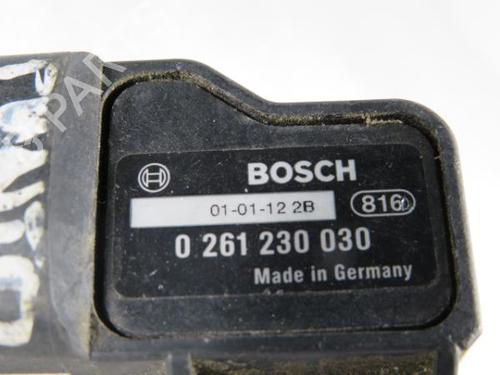 BOSCH
01-01-12 2B
816
0 261 230 030
Made in Germany